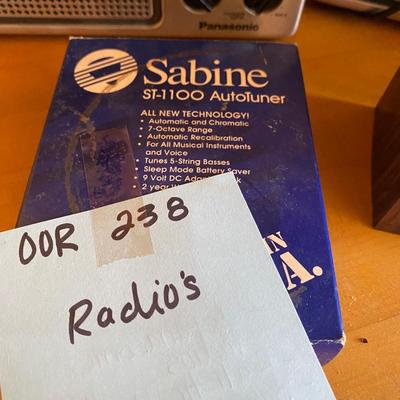 Panasonic
Sabine
ST-1100 AutoTuner
ALL NEW TECHNOLOGY!
• Automatic and Chromatic
• 7-Octave Range
• Automatic Recalibration
• For All Musical Instruments
and Voice
• Tunes 5-String Basses
• Sleep Mode Battery Saver
• 9 Volt DC
• 2 year
IN
A.
OOR 238
Radio's